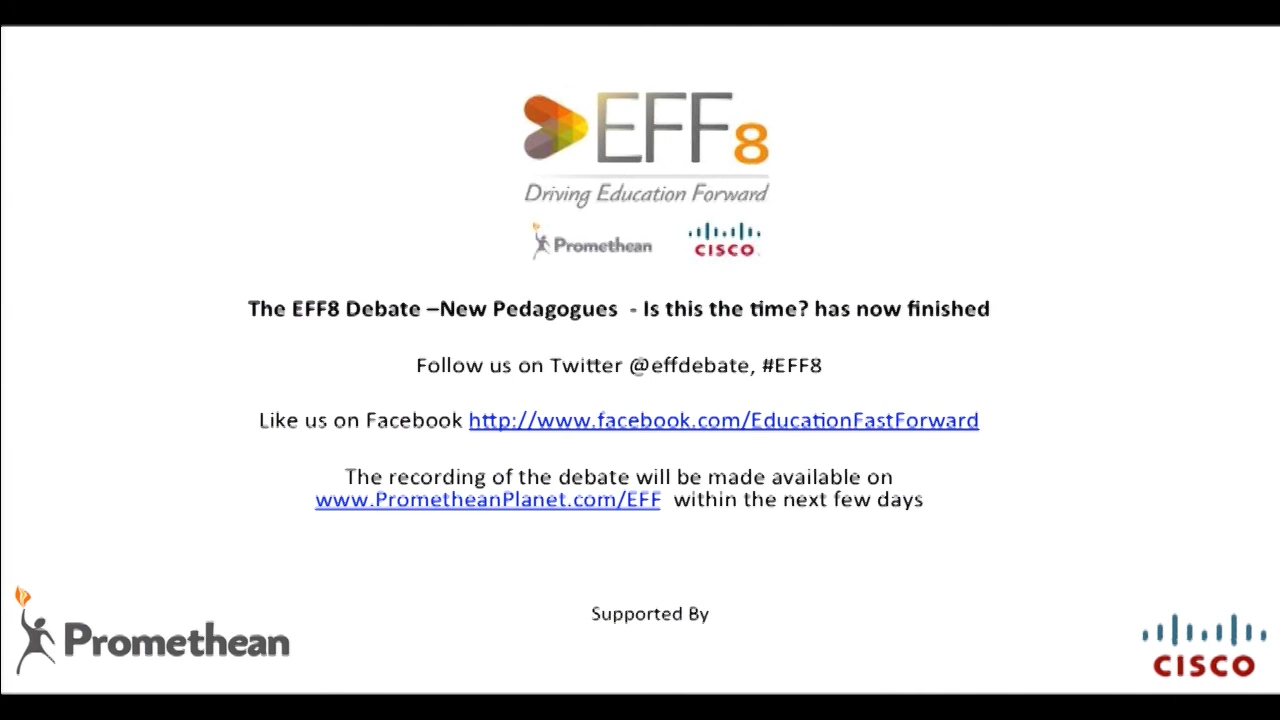 EFF8
Driving Education Forward
Promethean CISCO
The EFF8 Debate –New Pedagogues - Is this the time? has now finished
Follow us on Twitter @effdebate, #EFF8
Like us on Facebook http://www.facebook.com/EducationFastForward
The recording of the debate will be made available on
www.PrometheanPlanet.com/EFF within the next few days
Supported By
Promethean
CISCO